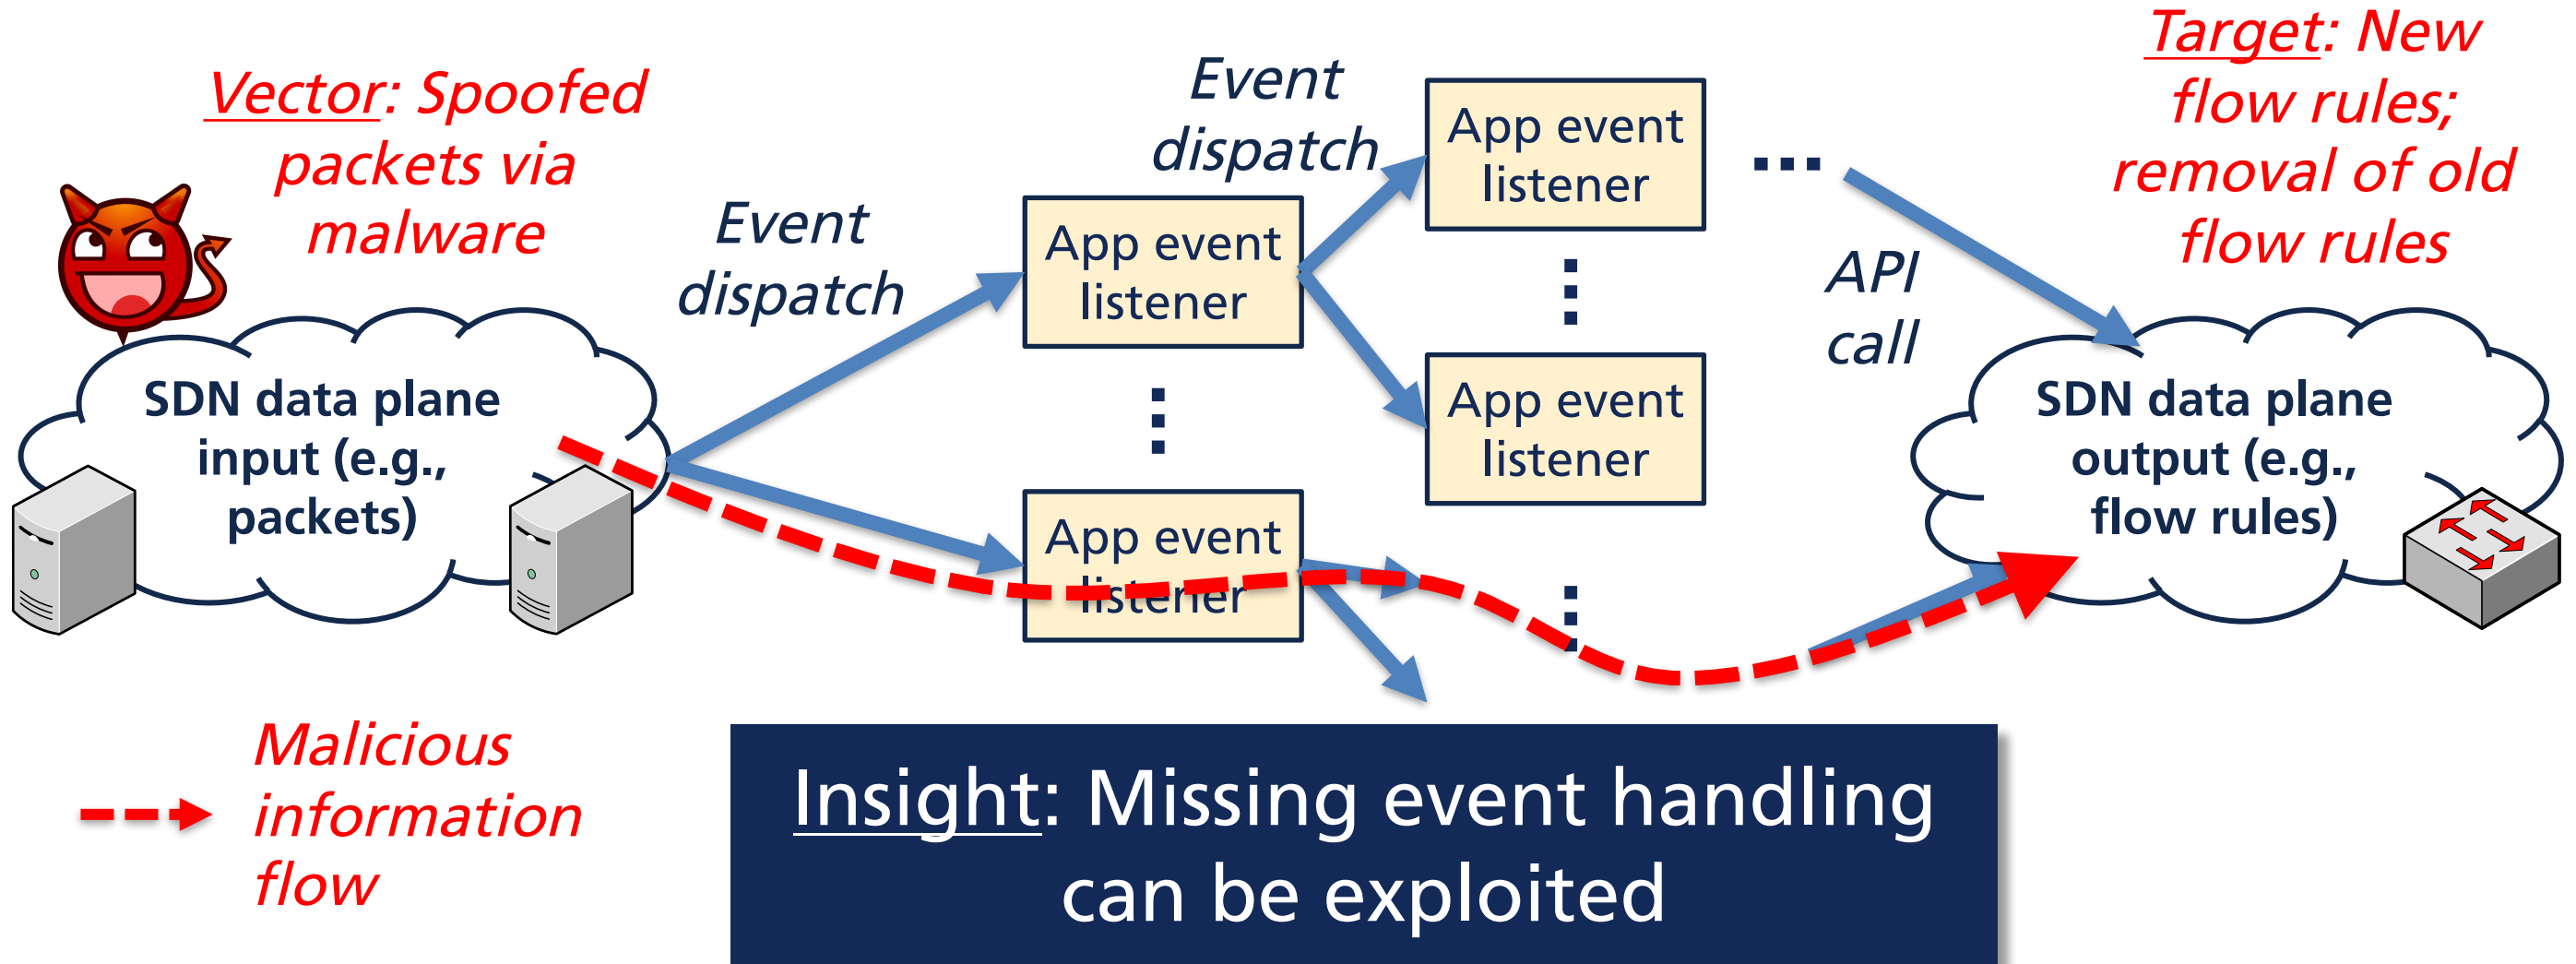 Vector: Spoofed
packets via
malware
Event
dispatch
Event
dispatch
Target: New
flow rules;
removal of old
flow rules
App event
listener
...
App event
listener
API
call
SDN data plane
input (e.g.,
packets)
App event
listener
SDN data plane
output (e.g.,
flow rules)
App event
listener
Malicious
information
flow
Insight: Missing event handling
can be exploited